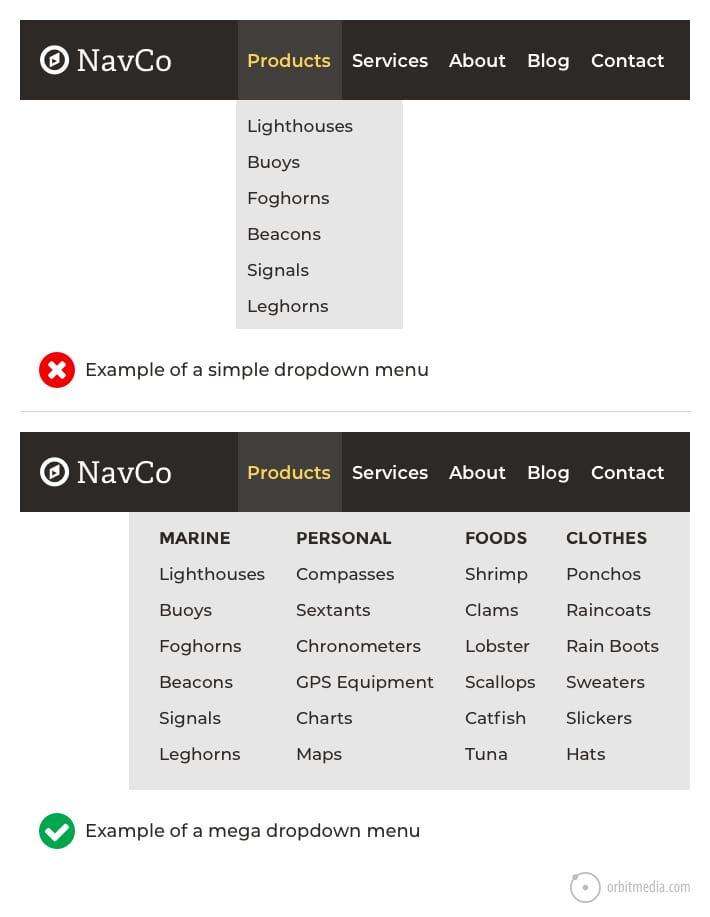 NavCo Products Services About Blog Contact
Lighthouses
Buoys
Foghorns
Beacons
Signals
Leghorns
Example of a simple dropdown menu
NavCo Products Services About Blog Contact
MARINE PERSONAL FOODS CLOTHES
Lighthouses Compasses Shrimp Ponchos
Buoys Sextants Clams Raincoats
Foghorns Chronometers Lobster Rain Boots
Beacons GPS Equipment Scallops Sweaters
Signals Charts Catfish Slickers
Leghorns Maps Tuna Hats
Example of a mega dropdown menu
orbitmedia.com